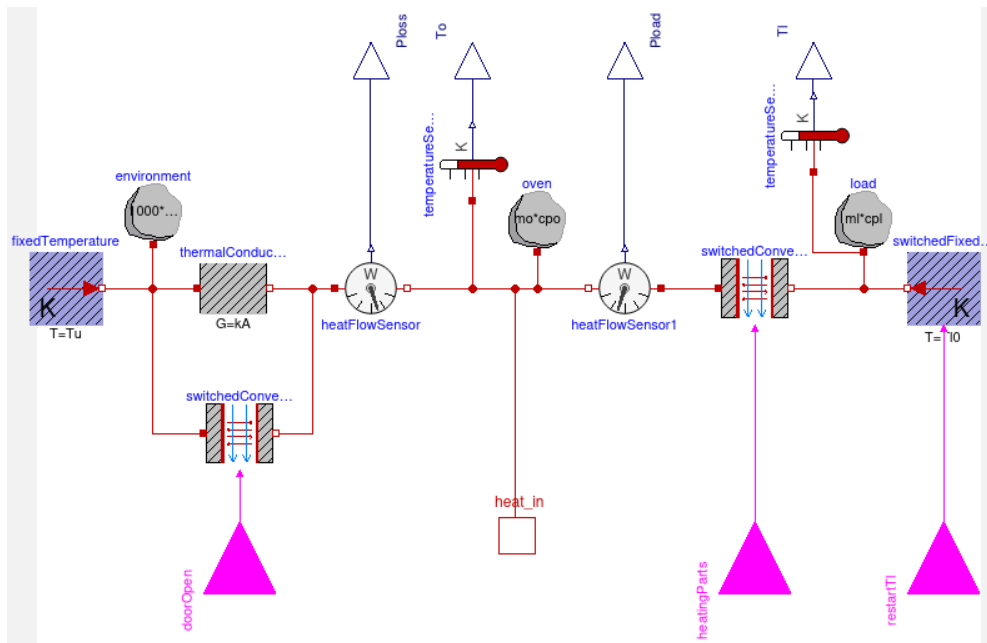 Ploss
To
Pload
Tl
temperatureSe...
K
temperatureSe...
K
environment
1000*...
oven
mo*cpo
load
ml*cpl
fixedTemperature
K
T=Tu
thermalConduc...
G=kA
W
heatFlowSensor
W
heatFlowSensor1
switchedConve...
switchedFixed...
K
T=Tl0
switchedConve...
heat_in
doorOpen
heatingParts
restartTl